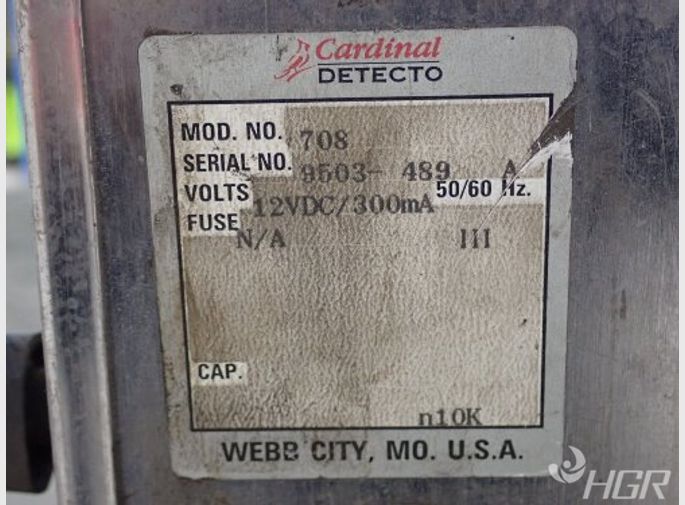 Cardinal
DETECTO
MOD. NO. 708
SERIAL NO. 9503- 489 A
VOLTS 12VDC/300mA 50/60 Hz.
FUSE N/A III
CAP.
n10K
WEBB CITY, MO. U.S.A.
HGR